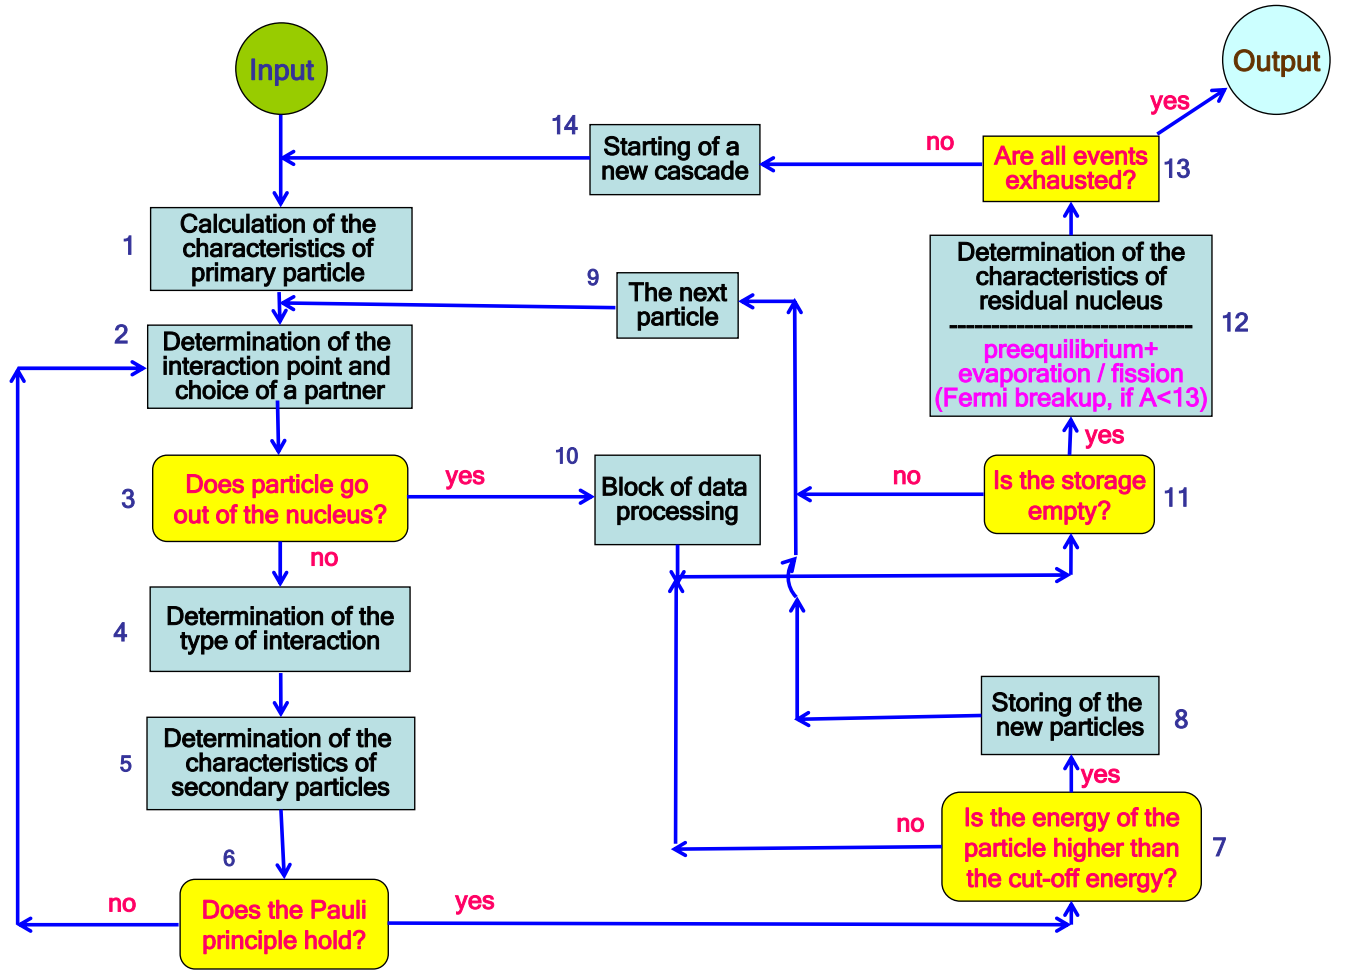 Input
1
Calculation of the
characteristics of
primary particle
2
Determination of the
interaction point and
choice of a partner
3
Does particle go
out of the nucleus?
yes
no
4
Determination of the
type of interaction
5
Determination of the
characteristics of
secondary particles
6
Does the Pauli
principle hold?
no
yes
7
Is the energy of the
particle higher than
the cut-off energy?
no
yes
8
Storing of the
new particles
9
The next
particle
10
Block of data
processing
11
Is the storage
empty?
no
yes
12
Determination of the
characteristics of
residual nucleus
-----------------------------
preequilibrium+
evaporation / fission
(Fermi breakup, if A<13)
13
Are all events
exhausted?
no
yes
14
Starting of a
new cascade
Output